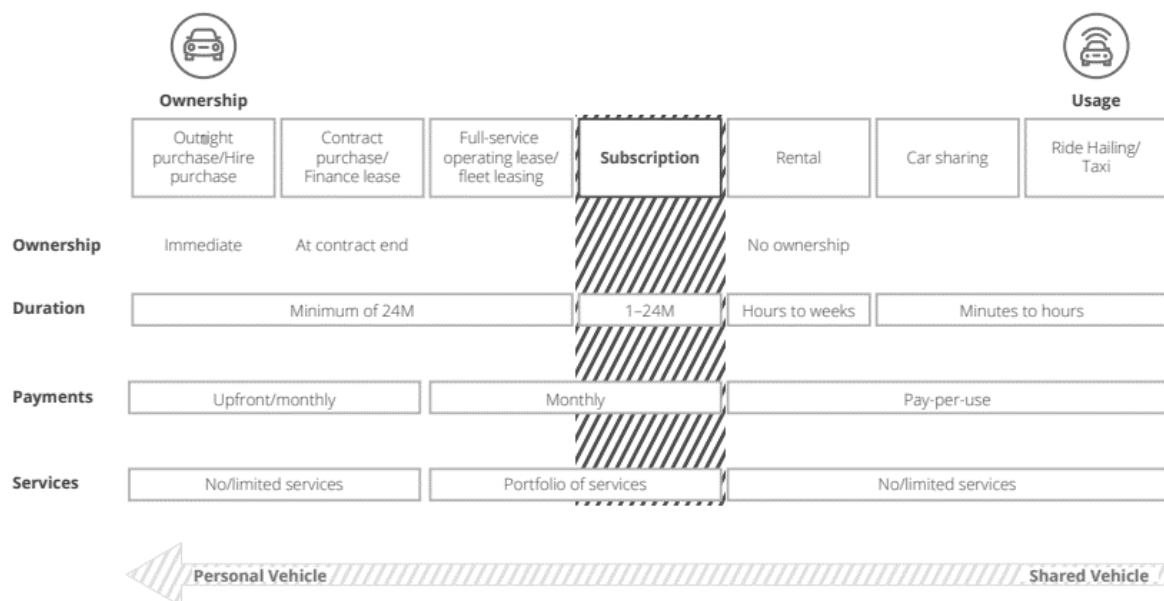 Ownership
Usage
Outright
purchase/Hire
purchase
Contract
purchase/
Finance lease
Full-service
operating lease/
fleet leasing
Subscription
Rental
Car sharing
Ride Hailing/
Taxi
Ownership
Immediate
At contract end
No ownership
Duration
Minimum of 24M
1–24M
Hours to weeks
Minutes to hours
Payments
Upfront/monthly
Monthly
Pay-per-use
Services
No/limited services
Portfolio of services
No/limited services
Personal Vehicle
Shared Vehicle